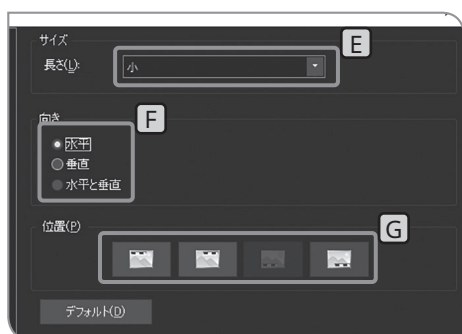 サイズ
E
長さ(L):
小
向き
F
水平
垂直
水平と垂直
位置(P)
G
デフォルト(D)